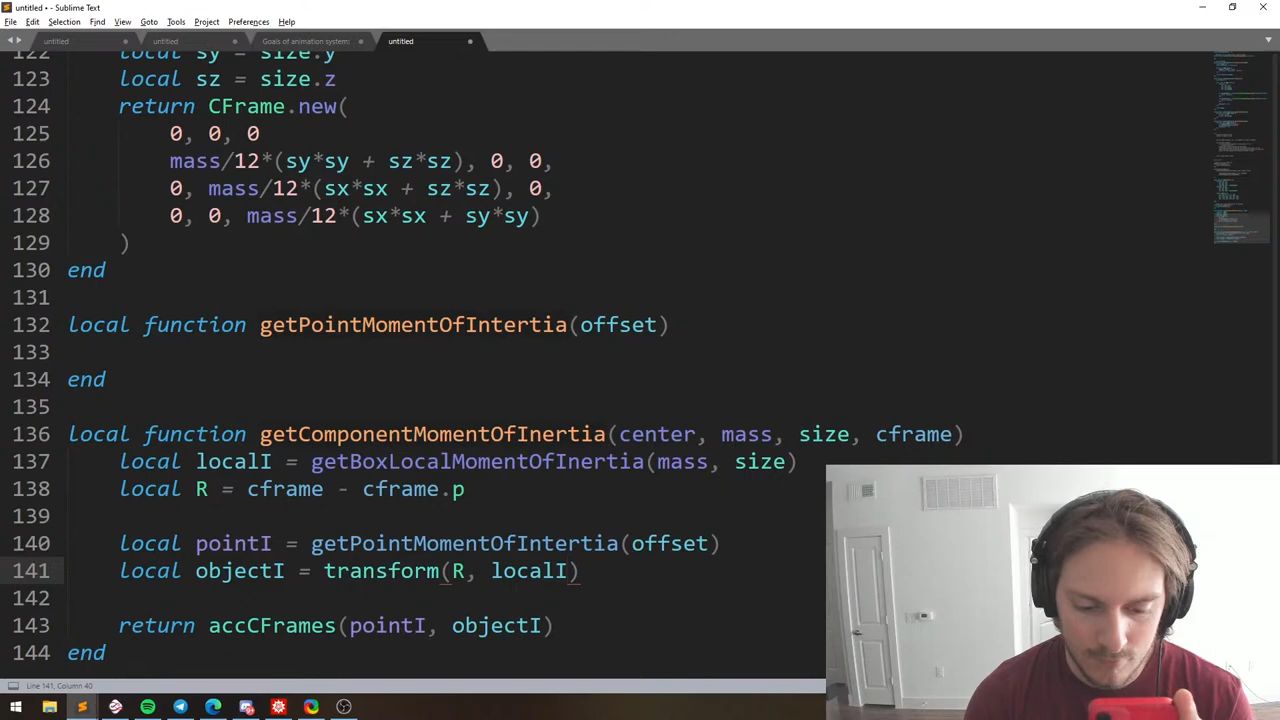 untitled • - Sublime Text
File Edit Selection Find View Goto Tools Project Preferences Help
untitled untitled Goals of animation system: untitled
122 local sy = size.y
123 local sz = size.z
124 return CFrame.new(
125 0, 0, 0
126 mass/12*(sy*sy + sz*sz), 0, 0,
127 0, mass/12*(sx*sx + sz*sz), 0,
128 0, 0, mass/12*(sx*sx + sy*sy)
129 )
130 end
131
132 local function getPointMomentOfIntertia(offset)
133
134 end
135
136 local function getComponentMomentOfInertia(center, mass, size, cframe)
137 local localI = getBoxLocalMomentOfInertia(mass, size)
138 local R = cframe - cframe.p
139
140 local pointI = getPointMomentOfIntertia(offset)
141 local objectI = transform(R, localI)
142
143 return accCFrames(pointI, objectI)
144 end
Line 141, Column 40